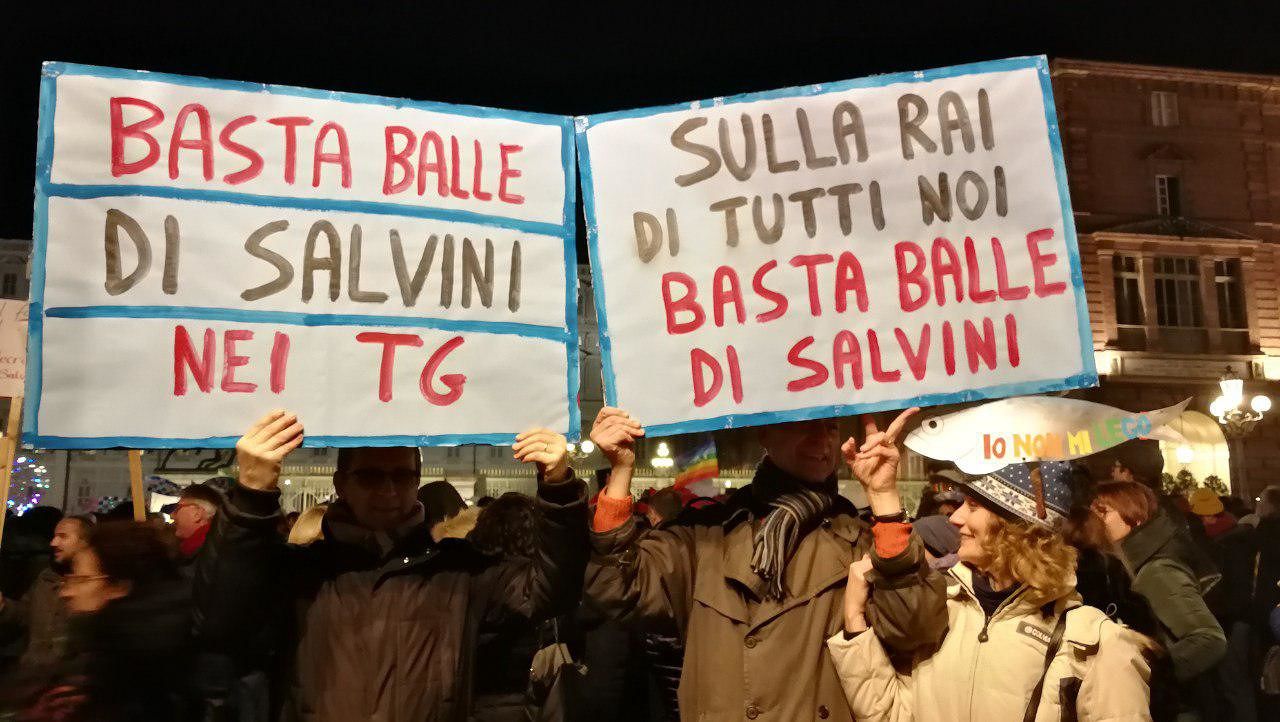 BASTA BALLE
DI SALVINI
NEI TG
SULLA RAI
DI TUTTI NOI
BASTA BALLE
DI SALVINI
IO NON MI LEGO